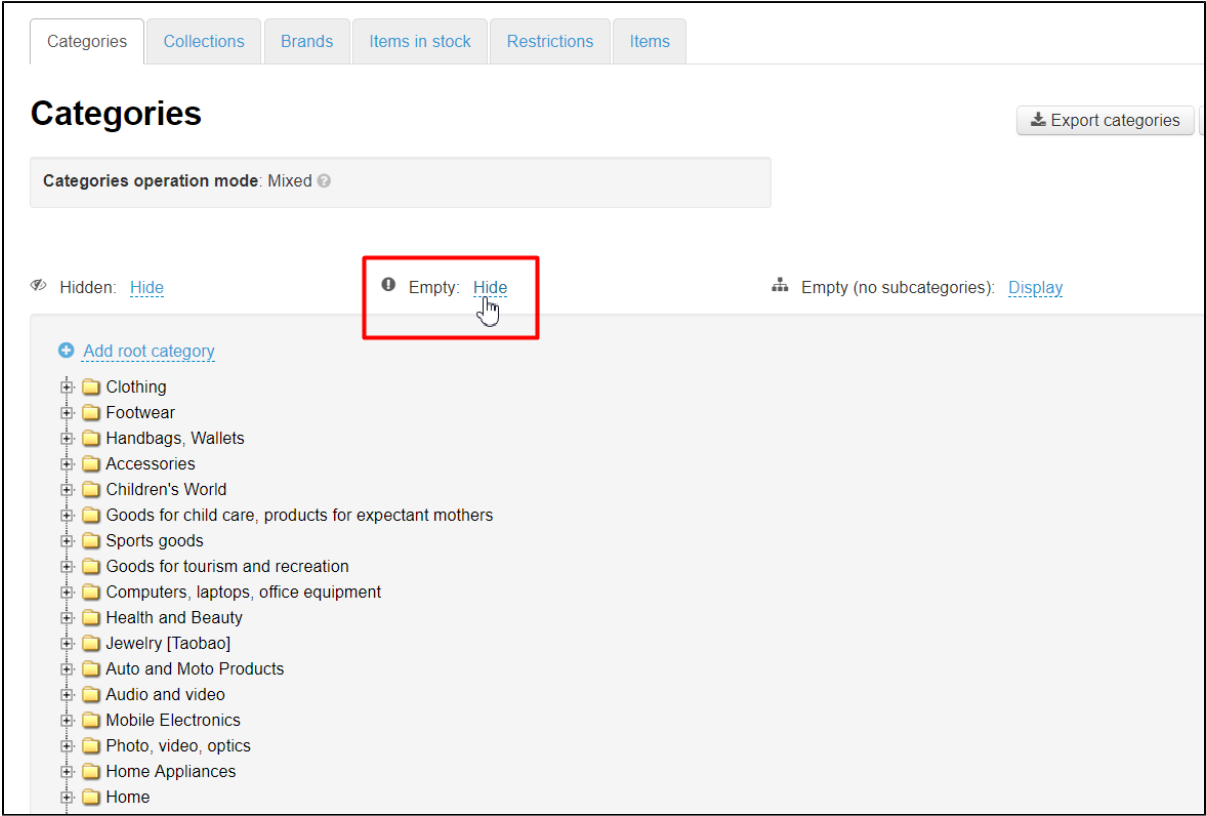 Categories Collections Brands Items in stock Restrictions Items
Categories
Export categories
Categories operation mode: Mixed
Hidden: Hide Empty: Hide Empty (no subcategories): Display
Add root category
Clothing
Footwear
Handbags, Wallets
Accessories
Children's World
Goods for child care, products for expectant mothers
Sports goods
Goods for tourism and recreation
Computers, laptops, office equipment
Health and Beauty
Jewelry [Taobao]
Auto and Moto Products
Audio and video
Mobile Electronics
Photo, video, optics
Home Appliances
Home